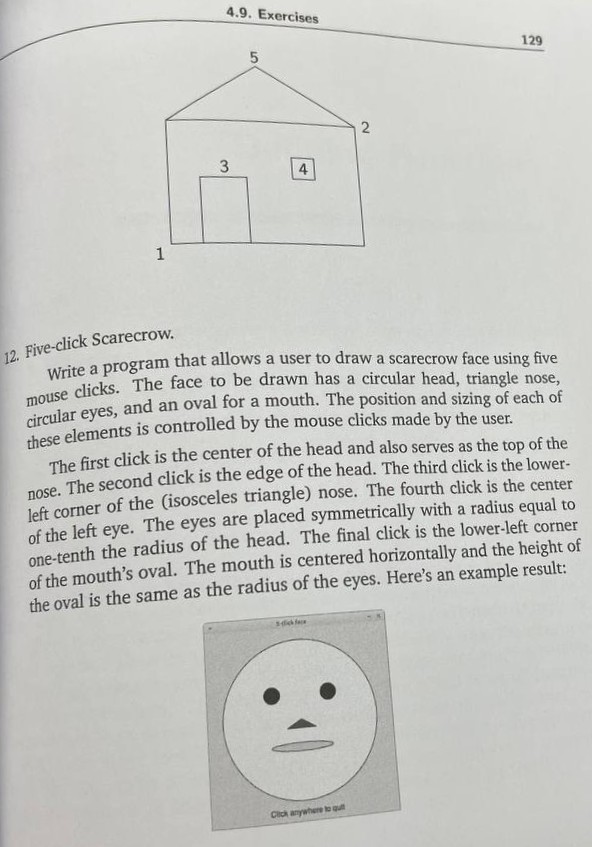 4.9. Exercises
129
5
2
3
4
1
12. Five-click Scarecrow.
Write a program that allows a user to draw a scarecrow face using five
mouse clicks. The face to be drawn has a circular head, triangle nose,
circular eyes, and an oval for a mouth. The position and sizing of each of
these elements is controlled by the mouse clicks made by the user.
The first click is the center of the head and also serves as the top of the
nose. The second click is the edge of the head. The third click is the lower-
left corner of the (isosceles triangle) nose. The fourth click is the center
of the left eye. The eyes are placed symmetrically with a radius equal to
one-tenth the radius of the head. The final click is the lower-left corner
of the mouth's oval. The mouth is centered horizontally and the height of
the oval is the same as the radius of the eyes. Here's an example result:
5-click face
Click anywhere to quit